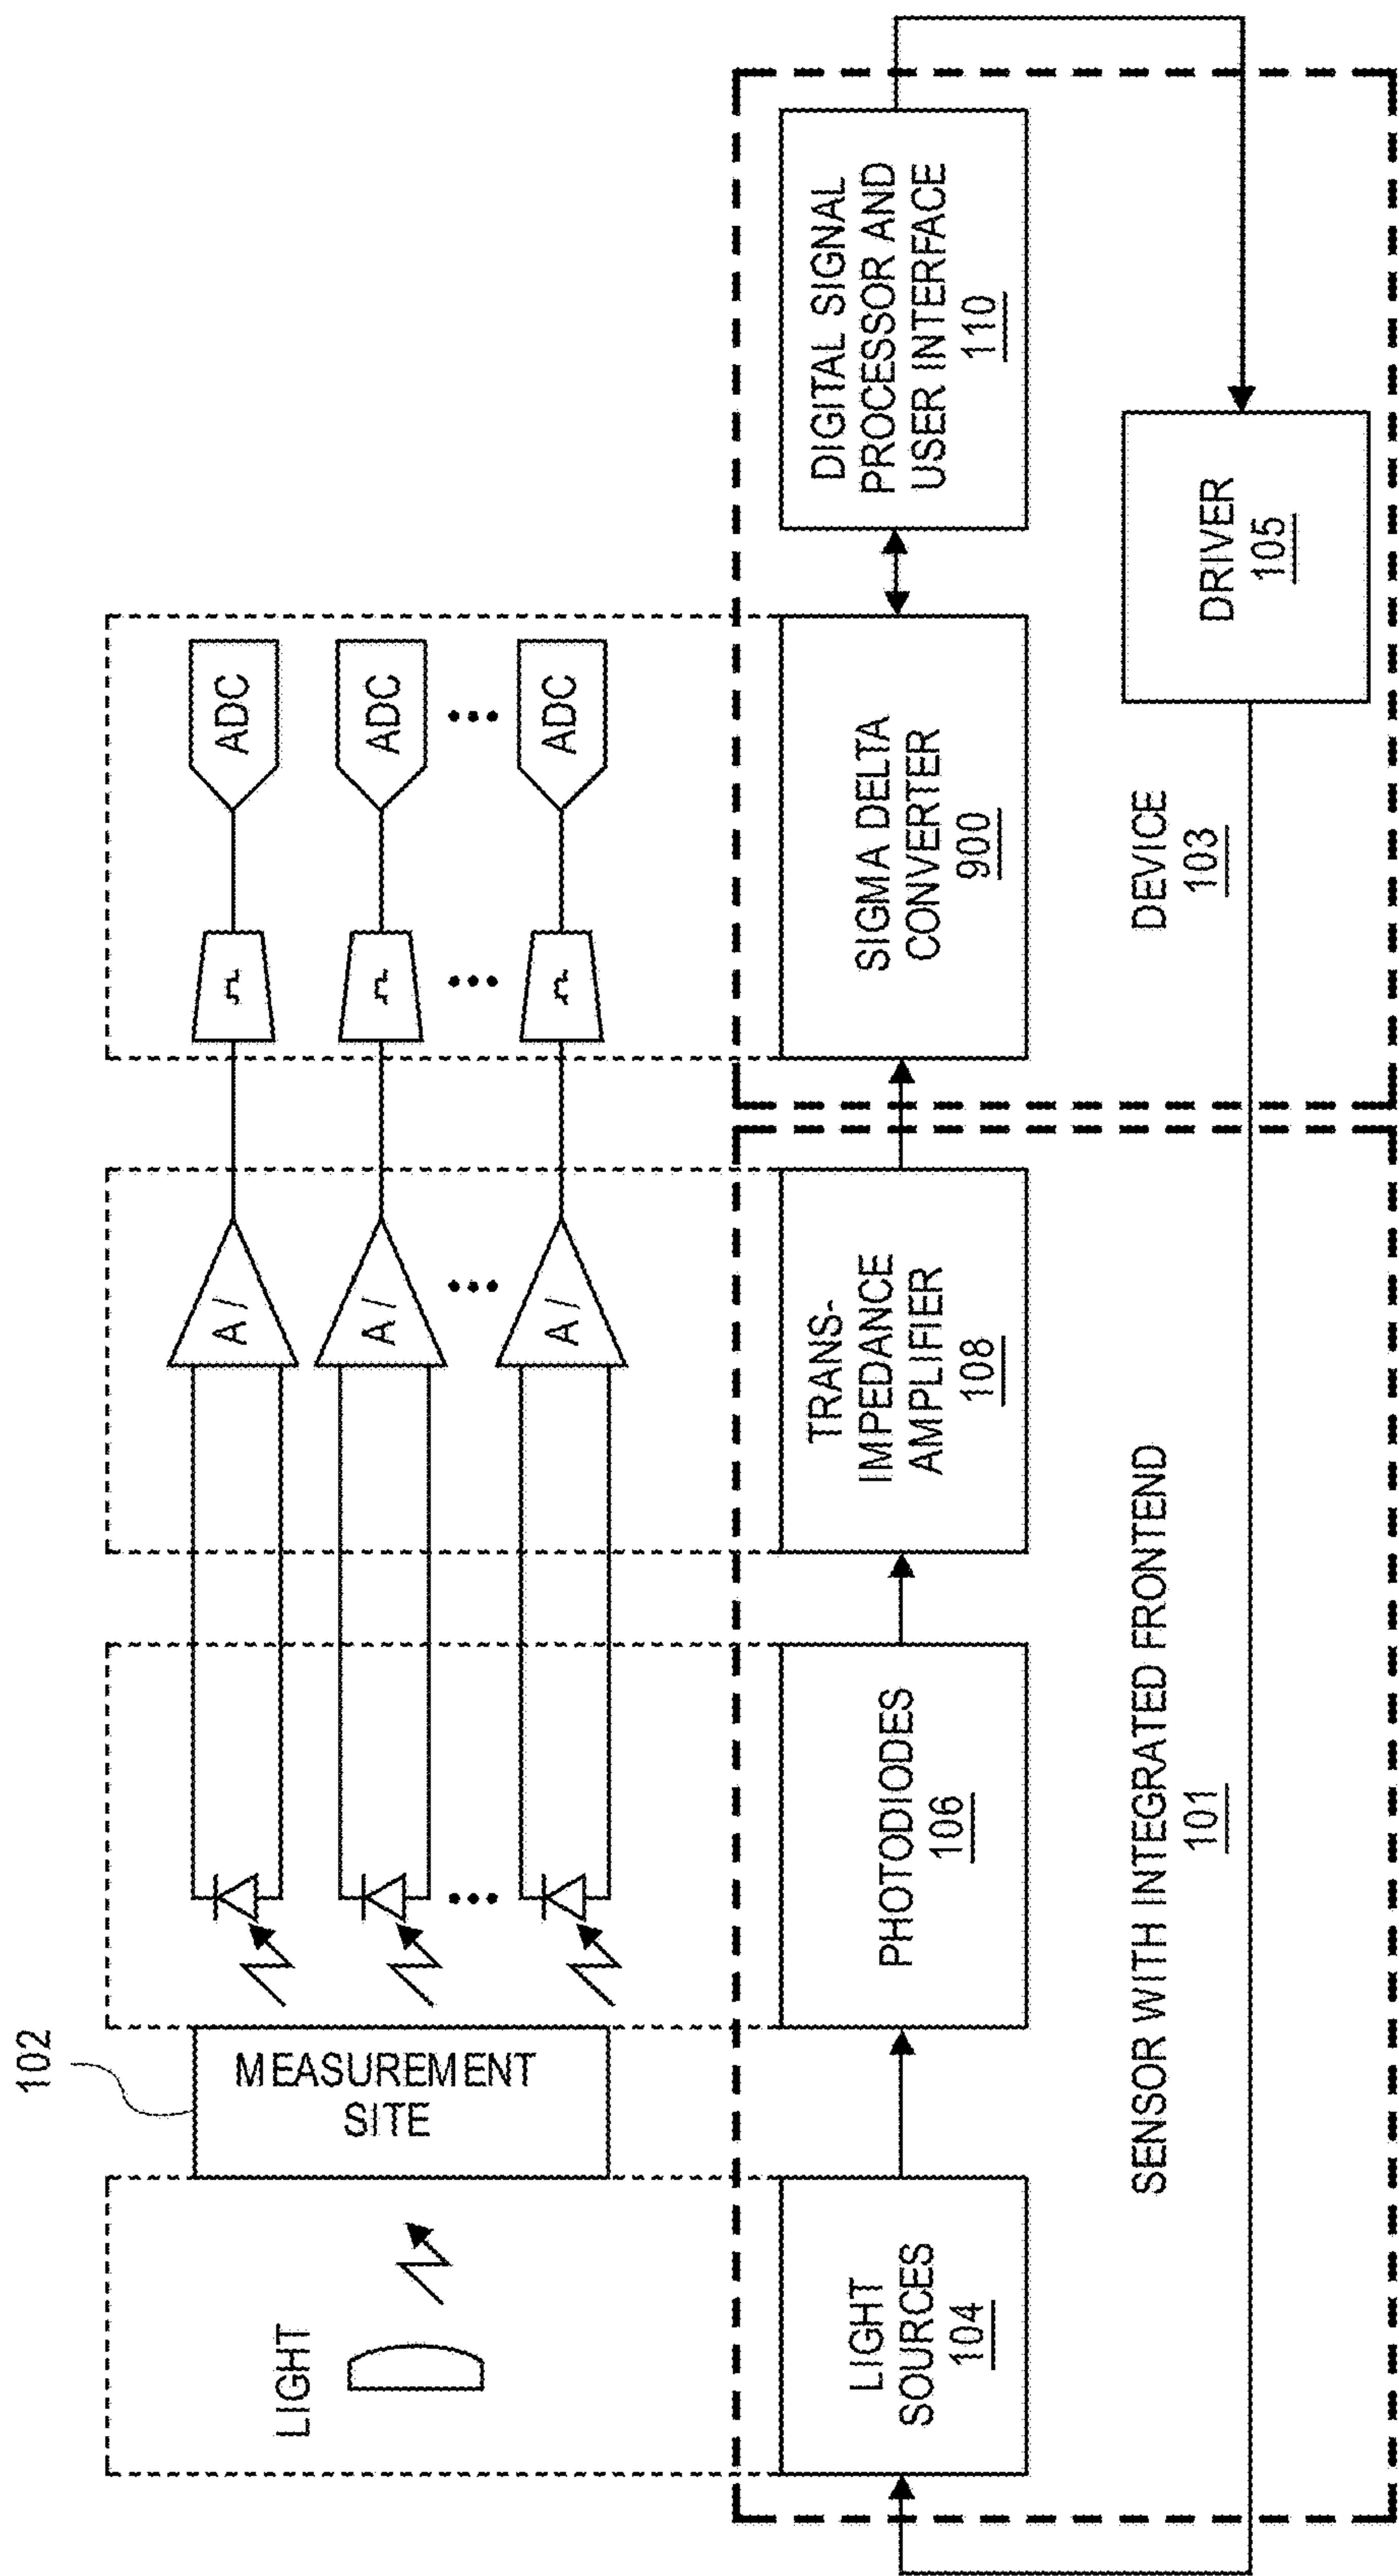 102
LIGHT
MEASUREMENT
SITE
A /
A /
A /
ADC
ADC
ADC
LIGHT
SOURCES
104
PHOTODIODES
106
TRANS-
IMPEDANCE
AMPLIFIER
108
SIGMA DELTA
CONVERTER
900
DIGITAL SIGNAL
PROCESSOR AND
USER INTERFACE
110
SENSOR WITH INTEGRATED FRONTEND
101
DEVICE
103
DRIVER
105